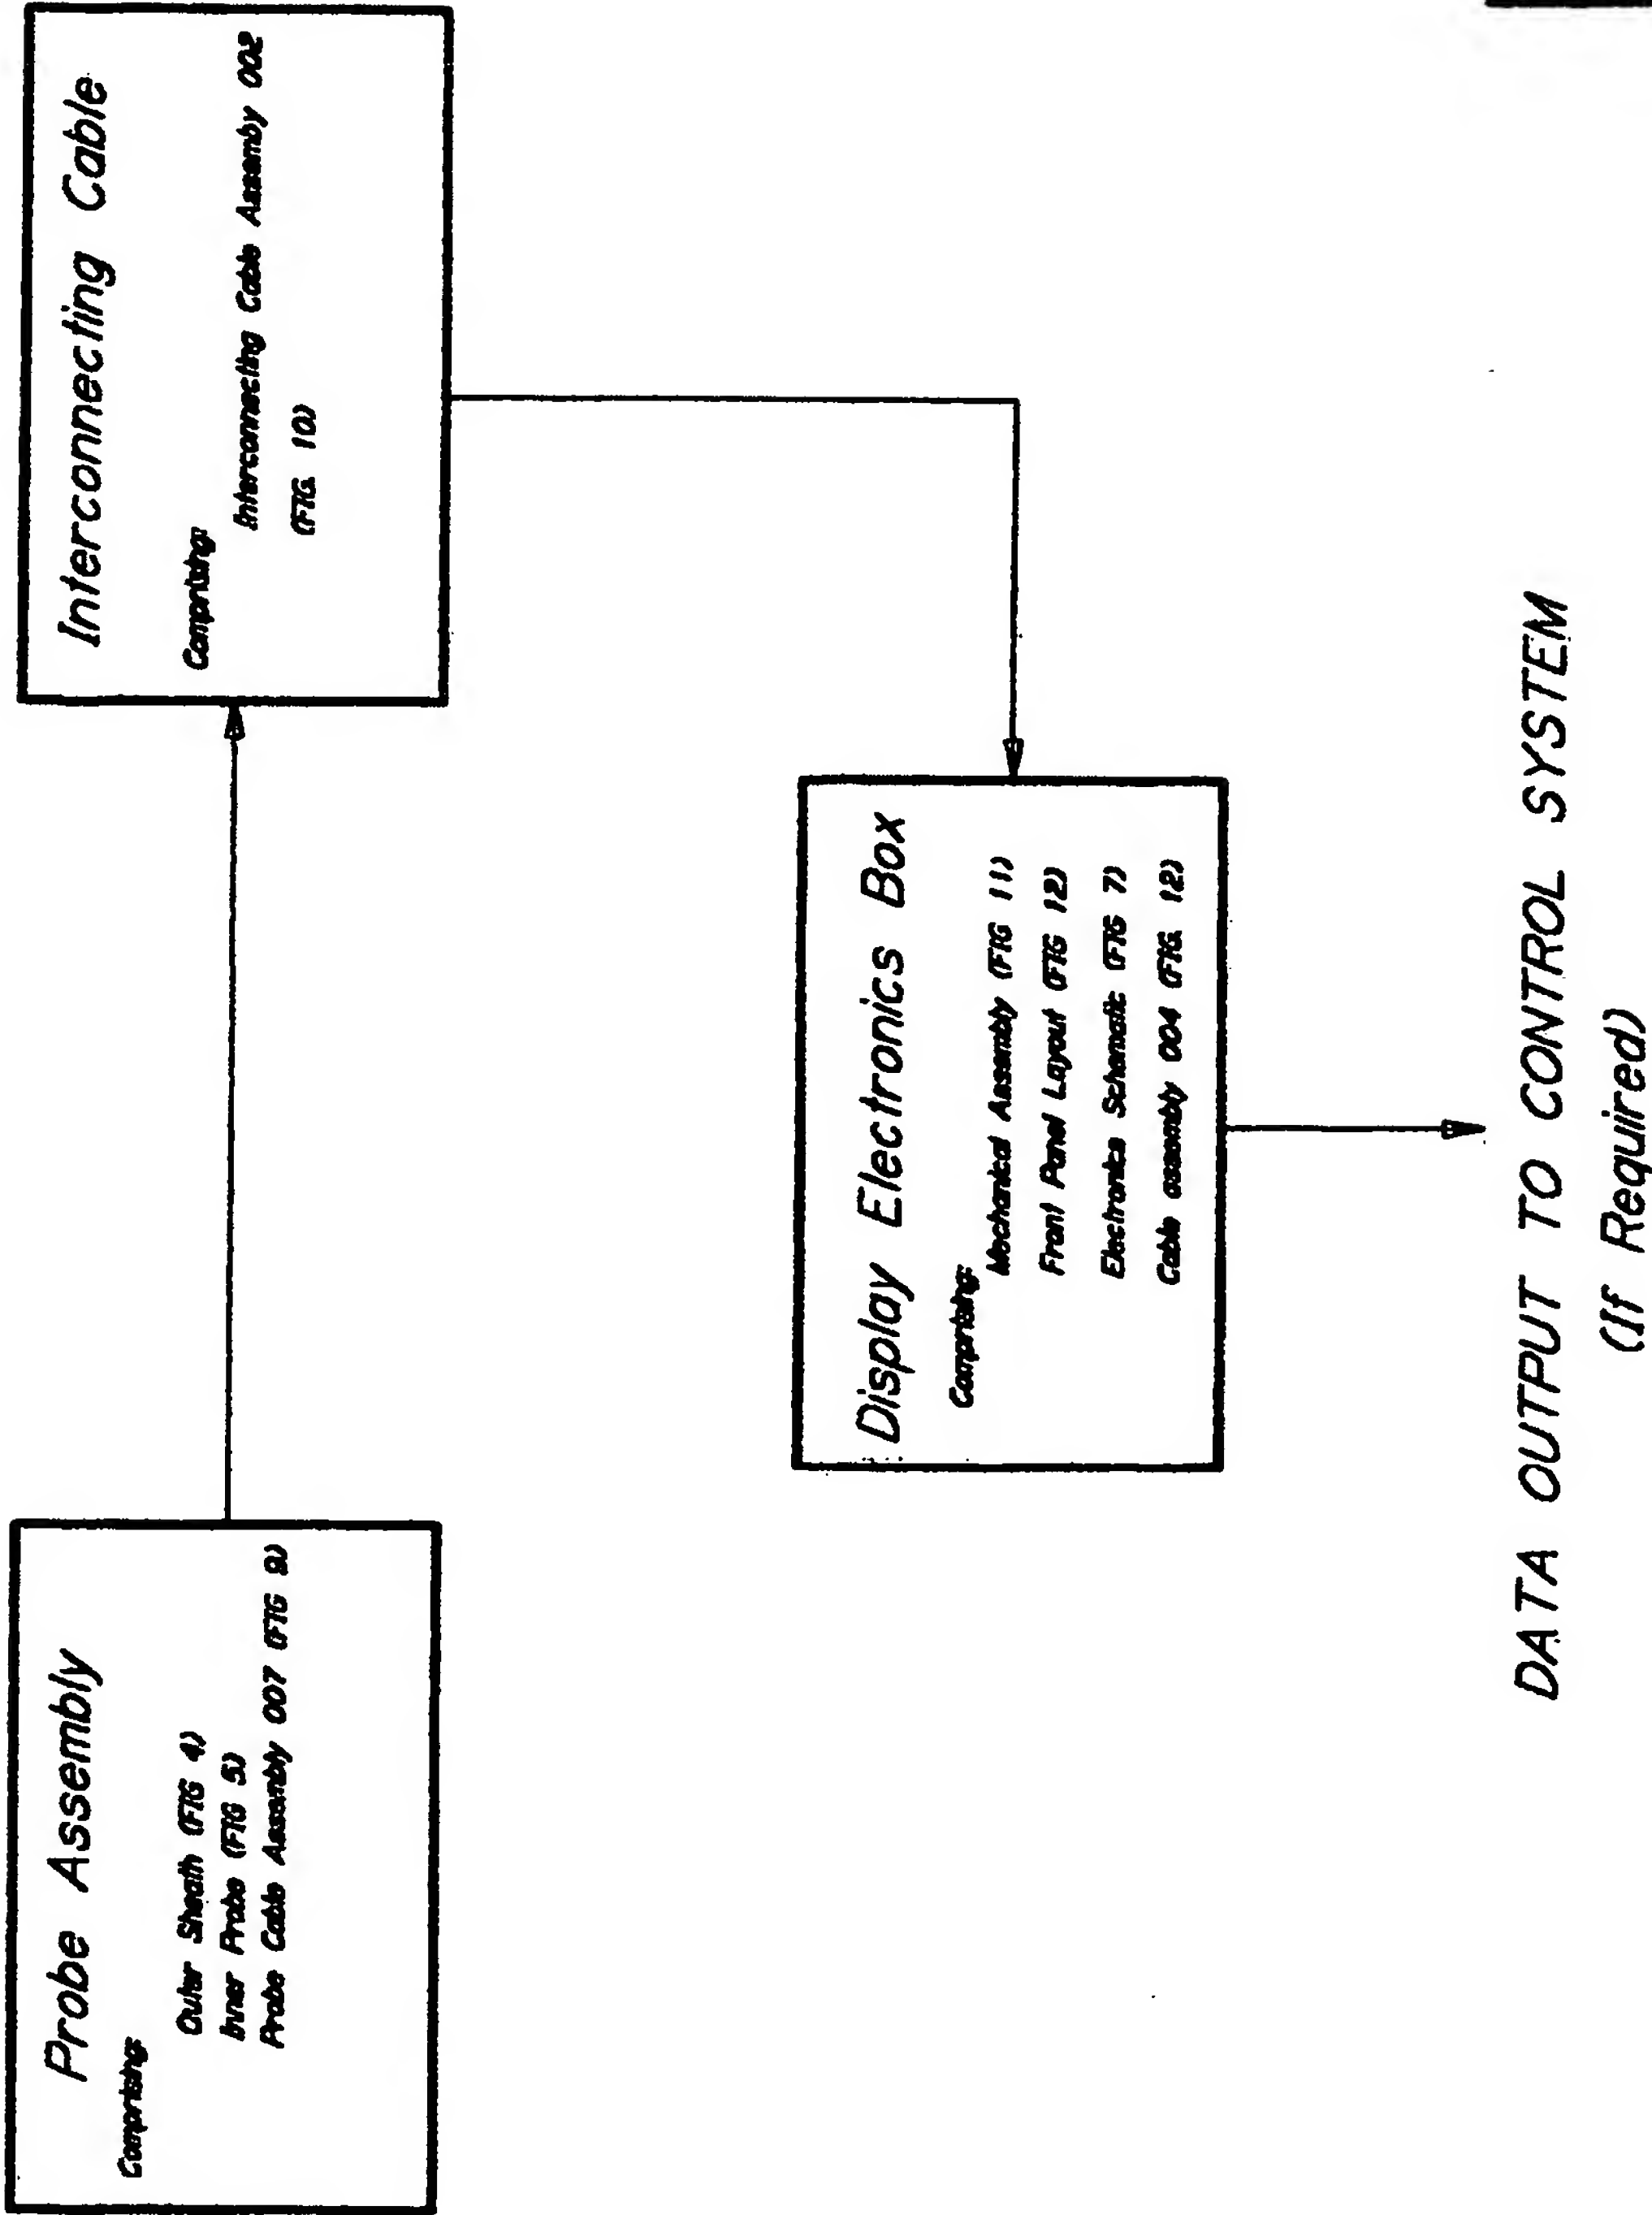 Probe Assembly
Comprising:
Outer Sheath (FIG 4)
Inner Probe (FIG 5)
Probe Cable Assembly 007 (FIG 9)
Interconnecting Cable
Comprising:
Interconnecting Cable Assemby 002
(FIG. 10)
Display Electronics Box
Comprising:
Mechanical Assembly (FIG 11)
Front Panel Layout (FIG 12)
Electronics Schematic (FIG 7)
Cable assembly 004 (FIG. 12)
DATA OUTPUT TO CONTROL SYSTEM
(If Required)